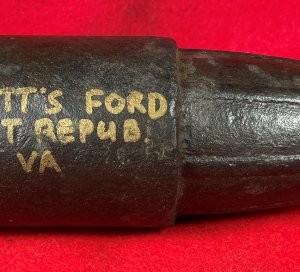 TT'S FORD
T REPUB.
VA